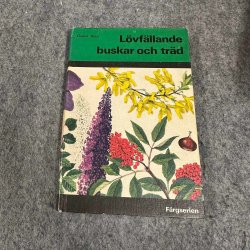 Lövfällande
buskar och träd
Färgserien